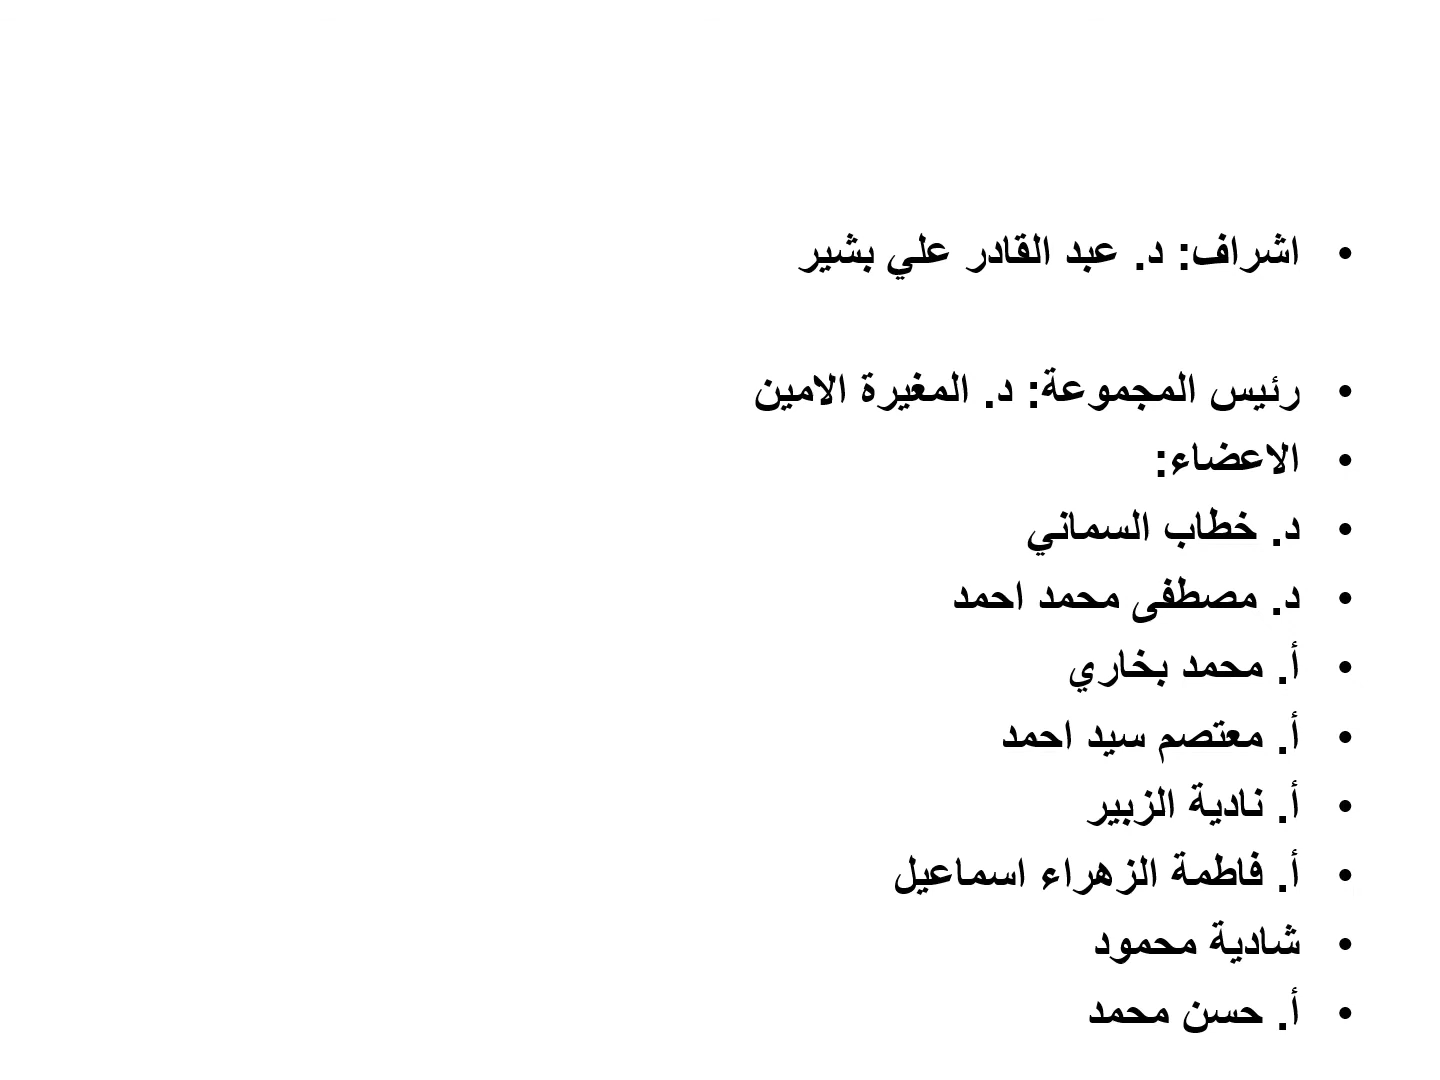 • اشراف: د. عبد القادر علي بشير
• رئيس المجموعة: د. المغيرة الامين
• الاعضاء:
• د. خطاب السماني
• د. مصطفى محمد احمد
• أ. محمد بخاري
• أ. معتصم سيد احمد
• أ. نادية الزبير
• أ. فاطمة الزهراء اسماعيل
• شادية محمود
• أ. حسن محمد